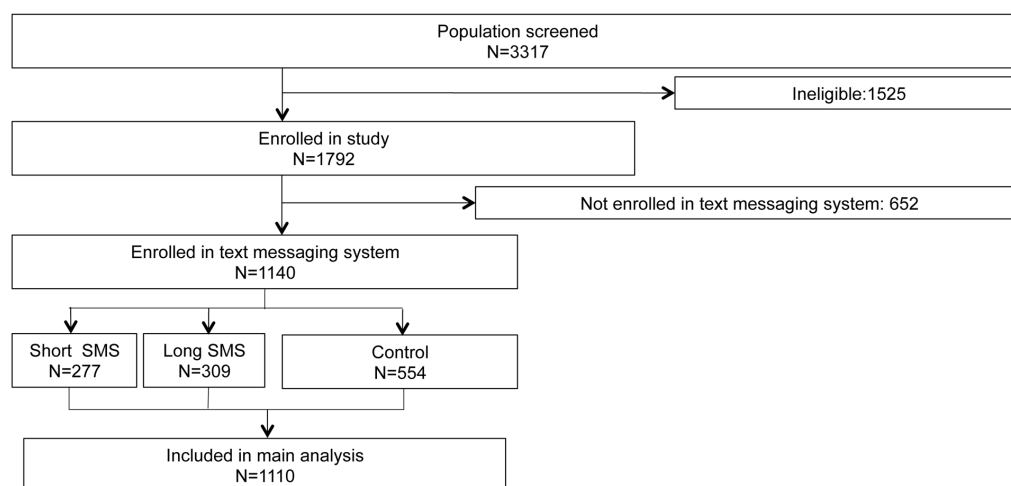 Population screened
N=3317
Ineligible:1525
Enrolled in study
N=1792
Not enrolled in text messaging system: 652
Enrolled in text messaging system
N=1140
Short  SMS
N=277
Long SMS
N=309
Control
N=554
Included in main analysis
N=1110